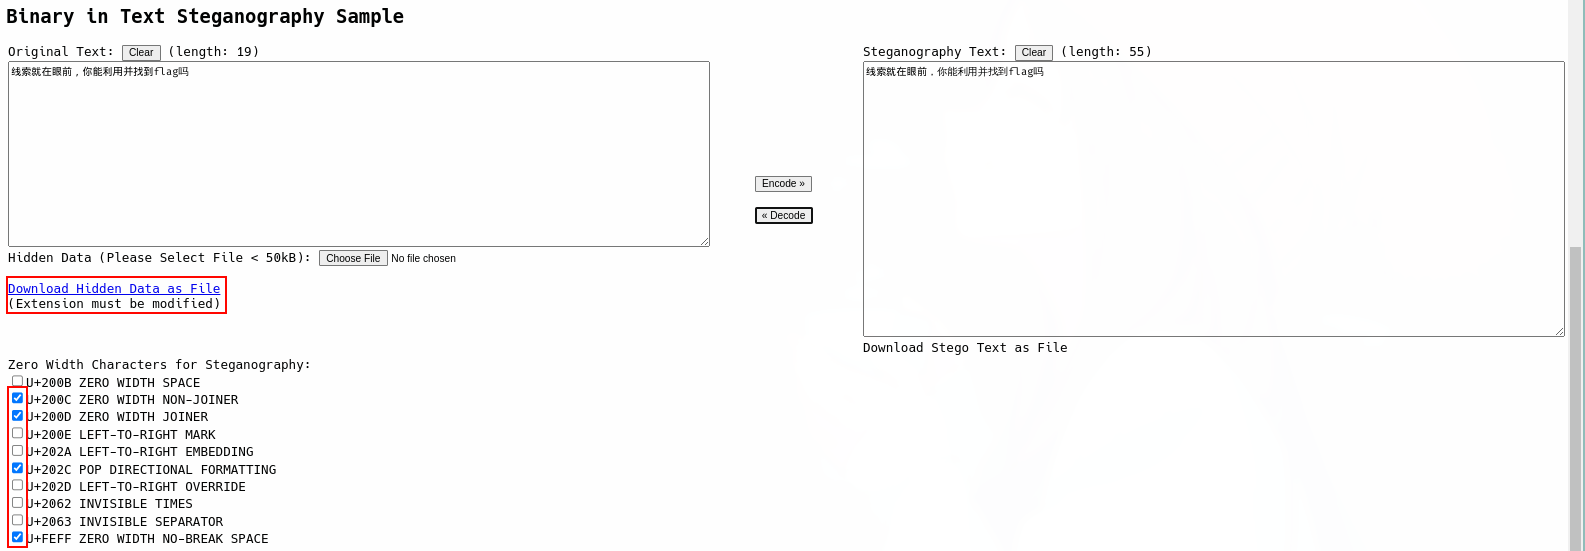 Binary in Text Steganography Sample
Original Text: Clear (length: 19)
线索就在眼前，你能利用并找到flag吗
Hidden Data (Please Select File < 50kB): Choose File No file chosen
Download Hidden Data as File
(Extension must be modified)
Zero Width Characters for Steganography:
U+200B ZERO WIDTH SPACE
U+200C ZERO WIDTH NON-JOINER
U+200D ZERO WIDTH JOINER
U+200E LEFT-TO-RIGHT MARK
U+202A LEFT-TO-RIGHT EMBEDDING
U+202C POP DIRECTIONAL FORMATTING
U+202D LEFT-TO-RIGHT OVERRIDE
U+2062 INVISIBLE TIMES
U+2063 INVISIBLE SEPARATOR
U+FEFF ZERO WIDTH NO-BREAK SPACE
Encode »
« Decode
Steganography Text: Clear (length: 55)
线索就在眼前，你能利用并找到flag吗
Download Stego Text as File